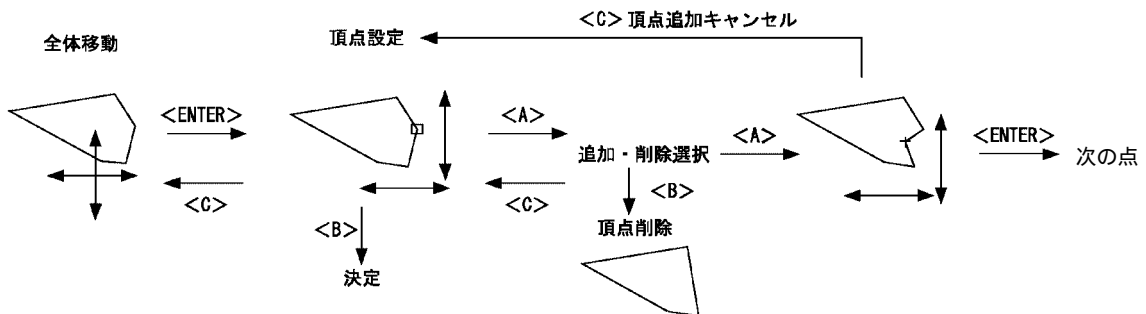 <C> 頂点追加キャンセル
全体移動
頂点設定
<ENTER>
<A>
追加・削除選択
<A>
<ENTER>
次の点
<C>
<C>
<B>
<B>
頂点削除
決定